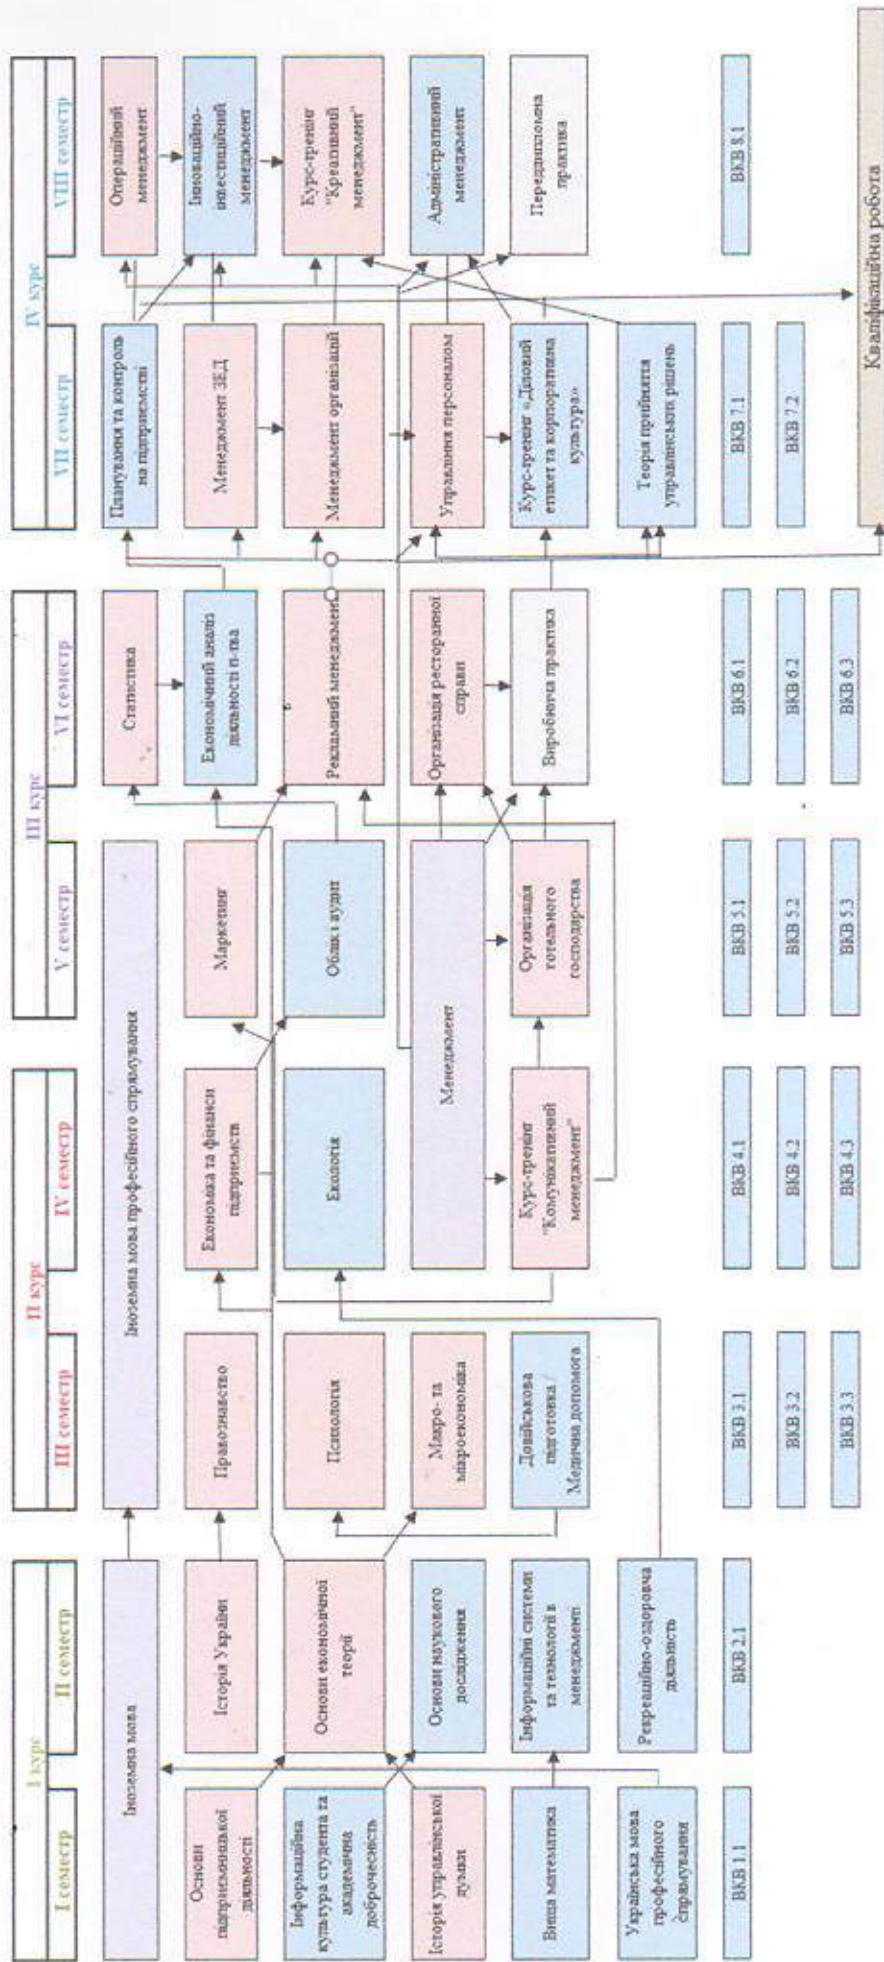 I курс
II курс
III курс
IV курс
I семестр
II семестр
III семестр
IV семестр
V семестр
VI семестр
VII семестр
VIII семестр
Іноземна мова
Іноземна мова професійного спрямування
Статистика
Планування та контроль
на підприємстві
Операційний
менеджмент
Основи
підприємницької
діяльності
Історія України
Правознавство
Економіка та фінанси
підприємств
Маркетинг
Економічний аналіз
діяльності п-тва
Менеджмент ЗЕД
Інноваційно-
інвестиційний
менеджмент
Інформаційна
культура студента та
академічна
доброчесність
Основи економічної
теорії
Психологія
Екологія
Облік і аудит
Рекламний менеджмент
Менеджмент організацій
Курс-тренінг
"Креативний
менеджмент"
Історія управлінської
думки
Основи наукового
дослідження
Макро- та
мікроекономіка
Менеджмент
Організація ресторанної
справи
Управління персоналом
Адміністративний
менеджмент
Вища математика
Інформаційні системи
та технології в
менеджменті
Довійськова
підготовка /
Медична допомога
Курс-тренінг
"Комунікативний
менеджмент"
Організація
готельного
господарства
Виробнича практика
Курс-тренінг «Діловий
етикет та корпоративна
культура»
Переддипломна
практика
Українська мова
професійного
спрямування
Рекреаційно-оздоровча
діяльність
Теорія прийняття
управлінських рішень
ВКВ 1.1
ВКВ 2.1
ВКВ 3.1
ВКВ 4.1
ВКВ 5.1
ВКВ 6.1
ВКВ 7.1
ВКВ 8.1
ВКВ 3.2
ВКВ 4.2
ВКВ 5.2
ВКВ 6.2
ВКВ 7.2
ВКВ 3.3
ВКВ 4.3
ВКВ 5.3
ВКВ 6.3
Кваліфікаційна робота